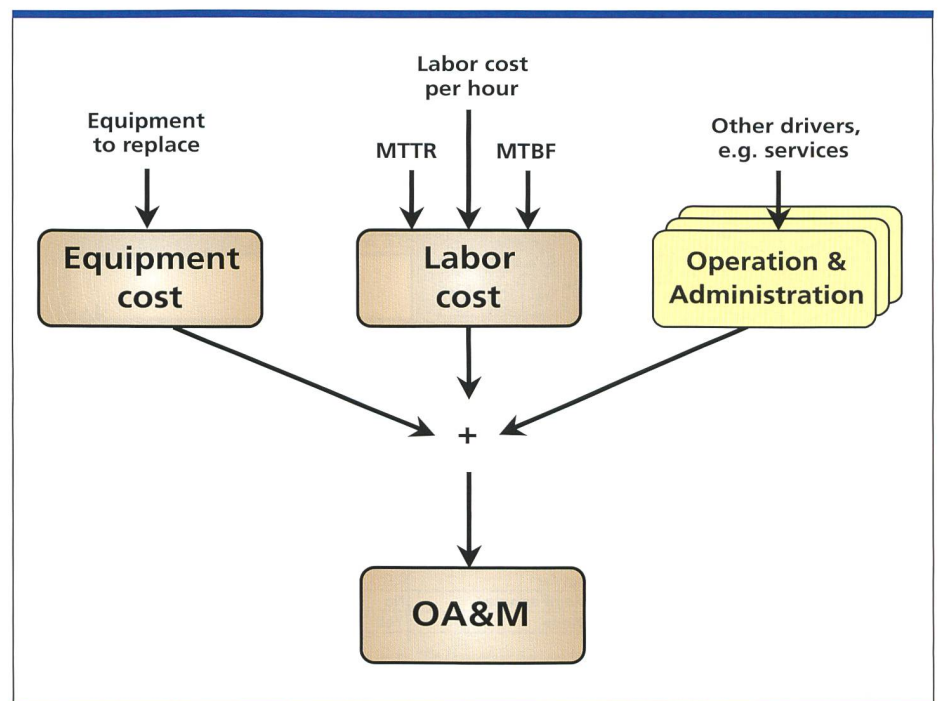 Labor cost
per hour
Equipment
to replace
MTTR
MTBF
Other drivers,
e.g. services
Equipment
cost
Labor
cost
Operation &
Administration
+
OA&M